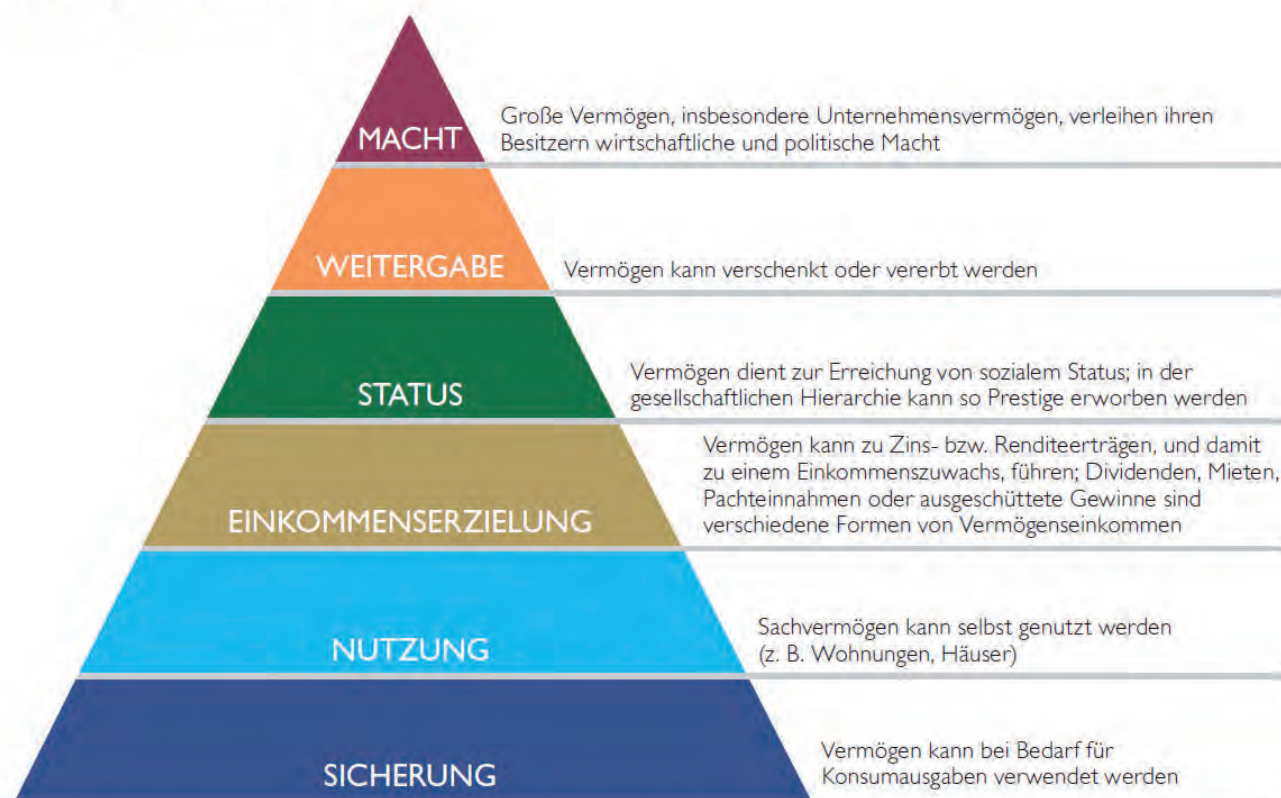 MACHT
Große Vermögen, insbesondere Unternehmensvermögen, verleihen ihren
Besitzern wirtschaftliche und politische Macht
WEITERGABE
Vermögen kann verschenkt oder vererbt werden
STATUS
Vermögen dient zur Erreichung von sozialem Status; in der
gesellschaftlichen Hierarchie kann so Prestige erworben werden
EINKOMMENSERZIELUNG
Vermögen kann zu Zins- bzw. Renditeerträgen, und damit
zu einem Einkommenszuwachs, führen; Dividenden, Mieten,
Pachteinnahmen oder ausgeschüttete Gewinne sind
verschiedene Formen von Vermögenseinkommen
NUTZUNG
Sachvermögen kann selbst genutzt werden
(z. B. Wohnungen, Häuser)
SICHERUNG
Vermögen kann bei Bedarf für
Konsumausgaben verwendet werden